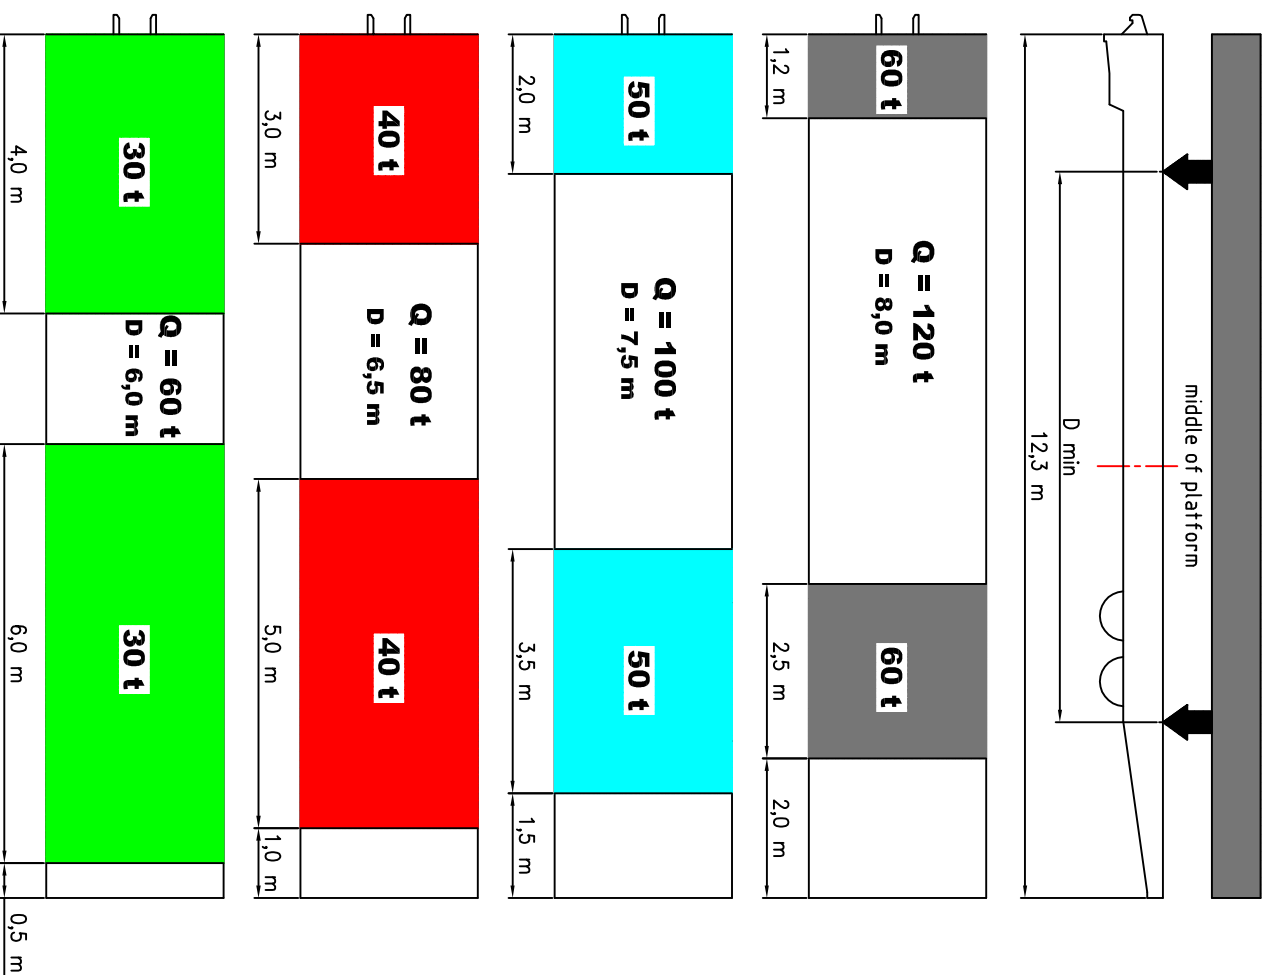 middle of platform
D min
12,3 m
60 t
Q = 120 t
D = 8,0 m
60 t
1,2 m
2,5 m
2,0 m
50 t
Q = 100 t
D = 7,5 m
50 t
2,0 m
3,5 m
1,5 m
40 t
Q = 80 t
D = 6,5 m
40 t
3,0 m
5,0 m
1,0 m
30 t
Q = 60 t
D = 6,0 m
30 t
4,0 m
6,0 m
0,5 m